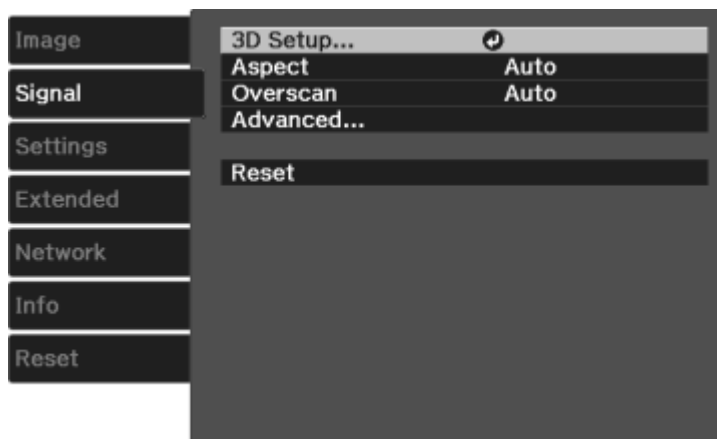 Image
Signal
Settings
Extended
Network
Info
Reset
3D Setup...
Aspect Auto
Overscan Auto
Advanced...
Reset